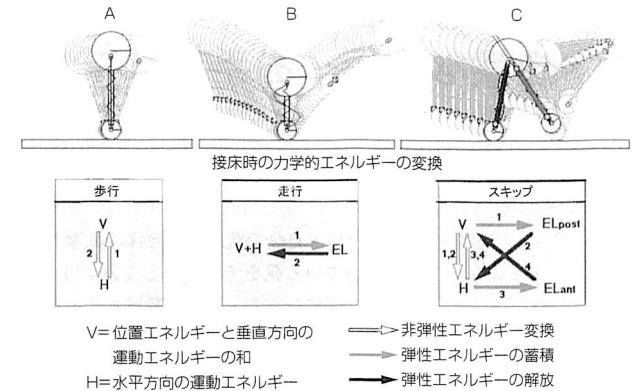 A
B
C
接床時の力学的エネルギーの変換
歩行
V
2
1
H
走行
V+H
1
2
EL
スキップ
V
1
ELpost
1,2
3,4
2
4
H
3
ELant
V=位置エネルギーと垂直方向の
運動エネルギーの和
H=水平方向の運動エネルギー
非弾性エネルギー変換
弾性エネルギーの蓄積
弾性エネルギーの解放